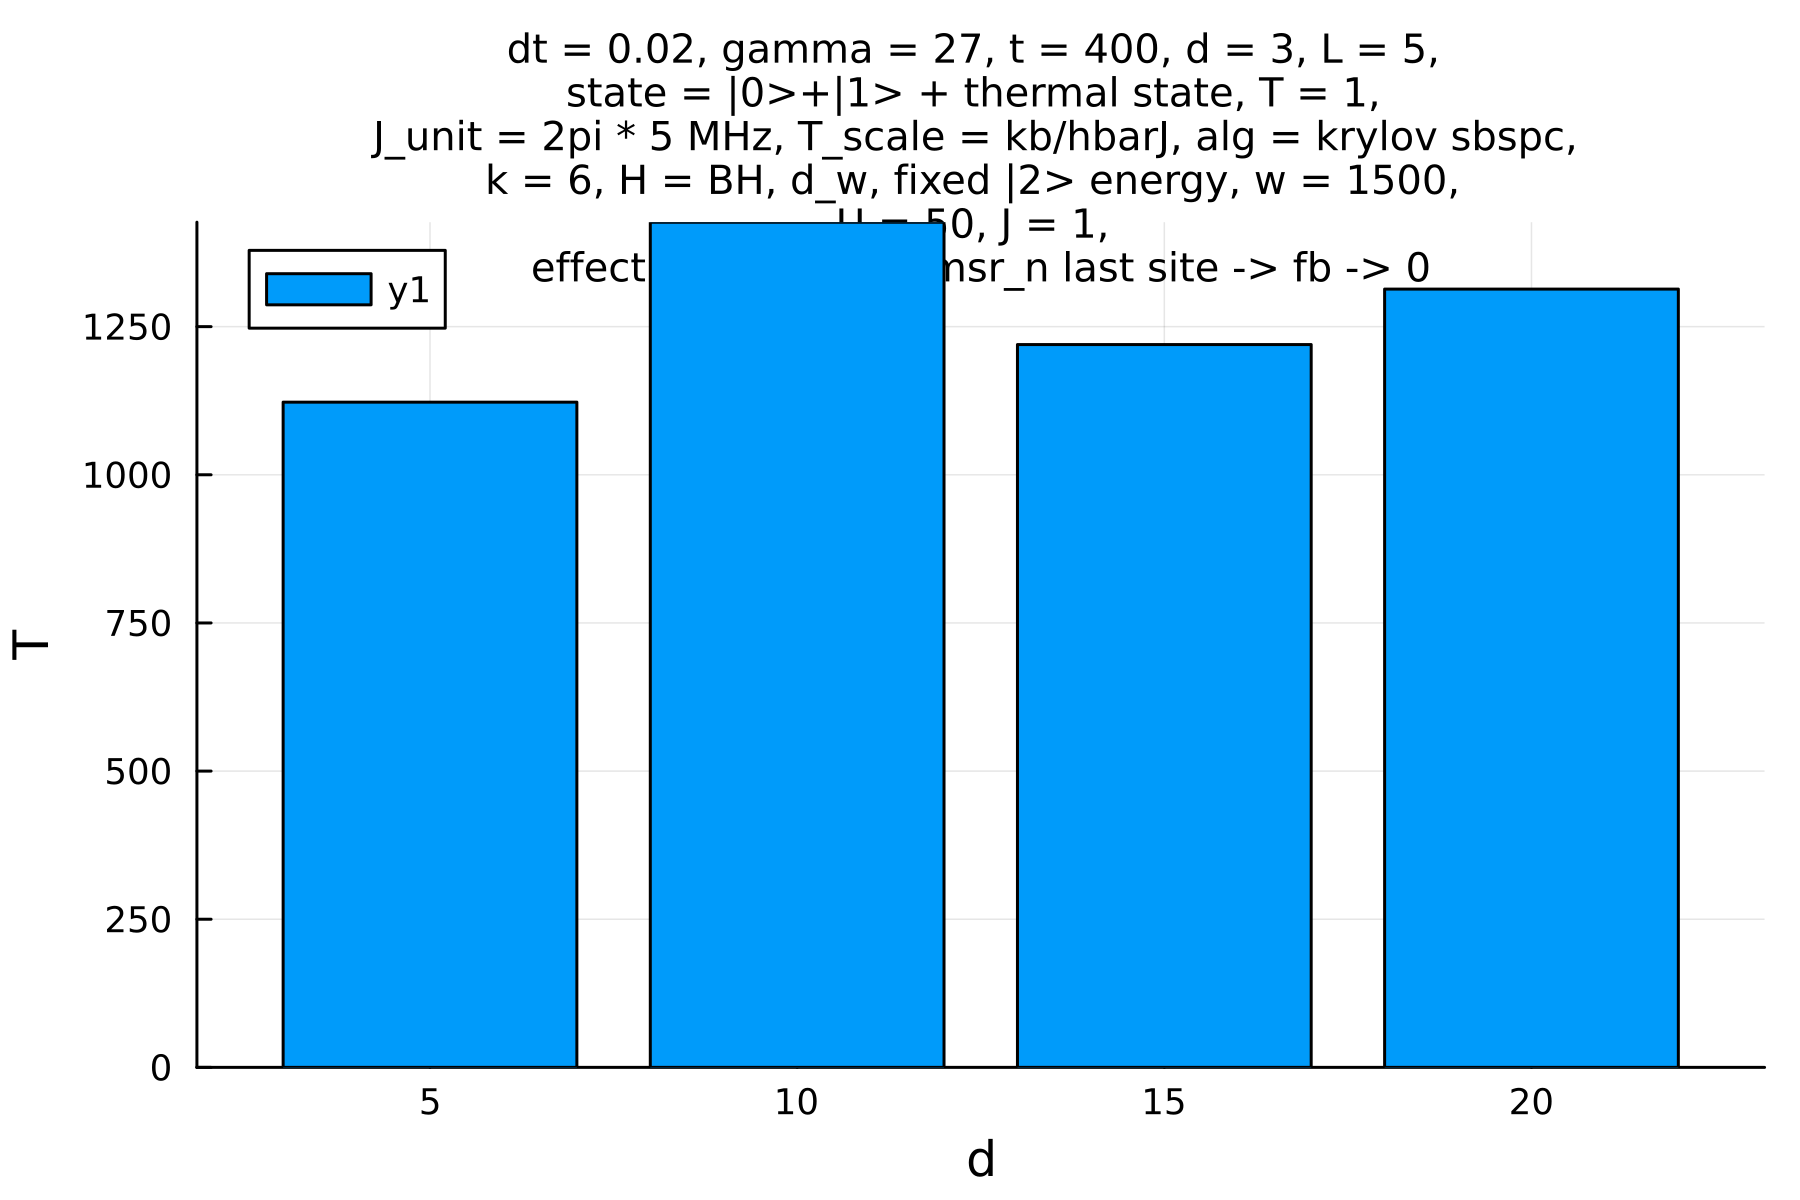 dt = 0.02, gamma = 27, t = 400, d = 3, L = 5,
state = |0>+|1> + thermal state, T = 1,
J_unit = 2pi * 5 MHz, T_scale = kb/hbarJ, alg = krylov sbspc,
k = 6, H = BH, d_w, fixed |2> energy, w = 1500,
U = 50, J = 1,
effect msr_n last site -> fb -> 0
y1
1250
1000
750
500
250
0
T
5 10 15 20
d